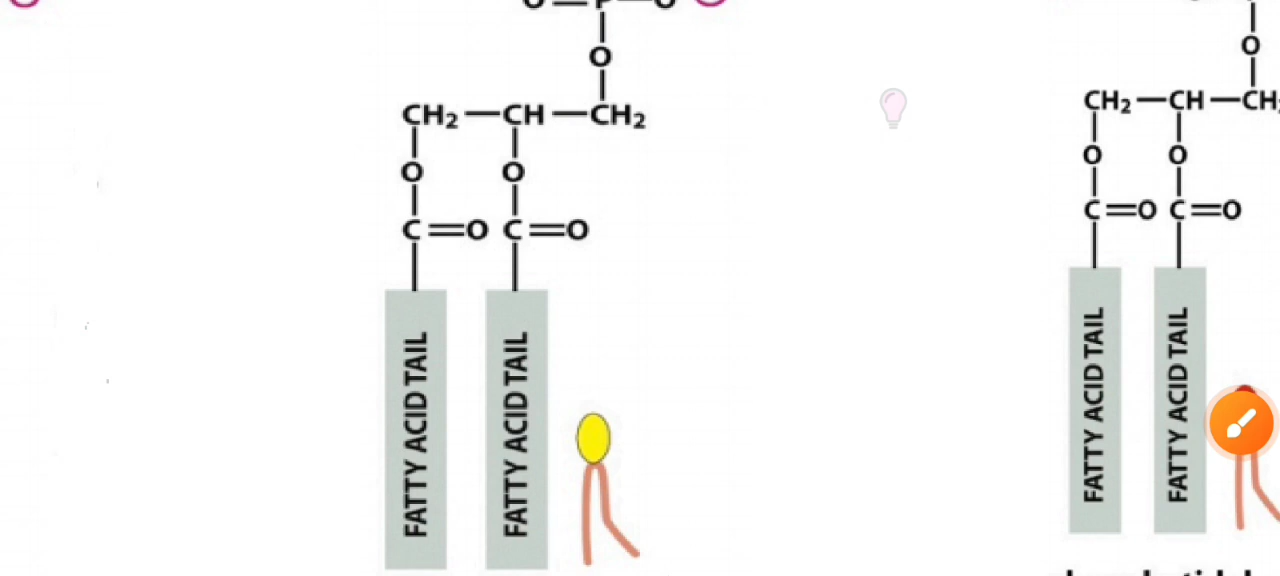 O=P—O
O
O
CH₂—CH—CH₂
CH₂—CH—CH₂
O O
O O
C=O C=O
C=O C=O
FATTY ACID TAIL
FATTY ACID TAIL
FATTY ACID TAIL
FATTY ACID TAIL